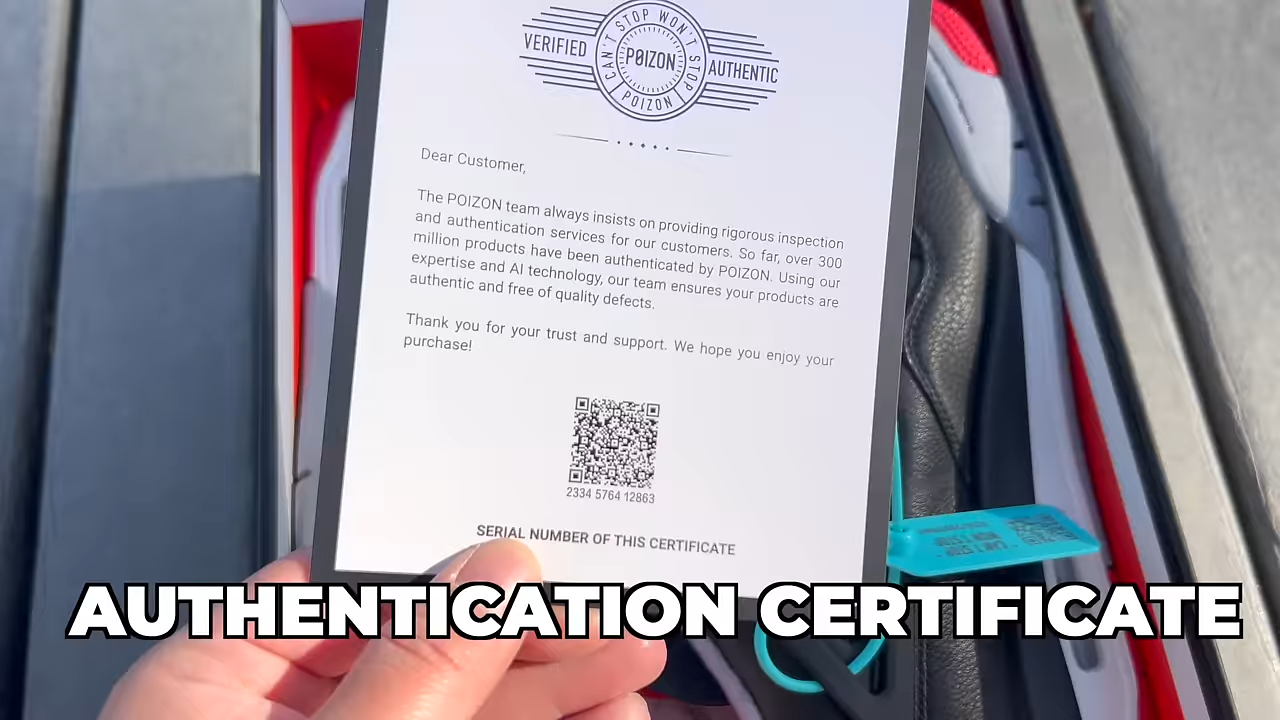 VERIFIED
CAN'T STOP WON'T STOP
POIZON
PØIZON
AUTHENTIC
Dear Customer,
The POIZON team always insists on providing rigorous inspection
and authentication services for our customers. So far, over 300
million products have been authenticated by POIZON. Using our
expertise and AI technology, our team ensures your products are
authentic and free of quality defects.
Thank you for your trust and support. We hope you enjoy your
purchase!
2334 5764 12863
SERIAL NUMBER OF THIS CERTIFICATE
AUTHENTICATION CERTIFICATE